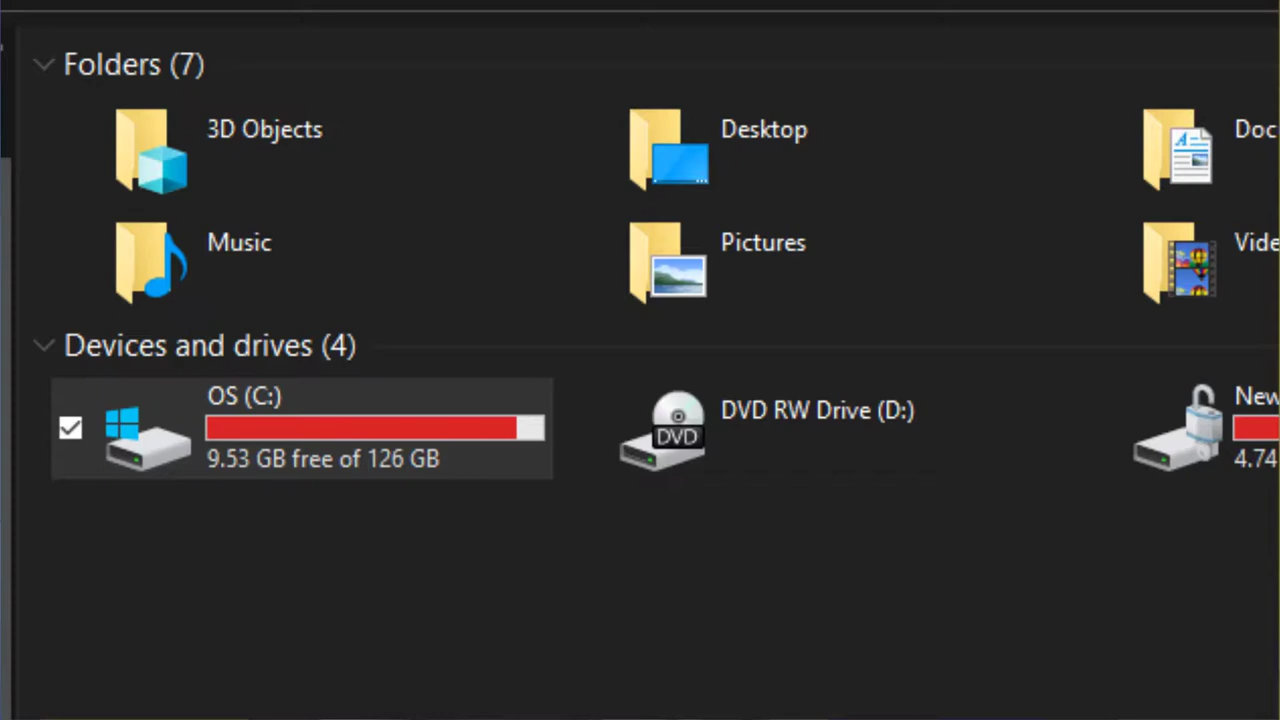 Folders (7)
3D Objects
Desktop
Doc
Music
Pictures
Vide
Devices and drives (4)
OS (C:)
9.53 GB free of 126 GB
DVD RW Drive (D:)
DVD
New
4.74